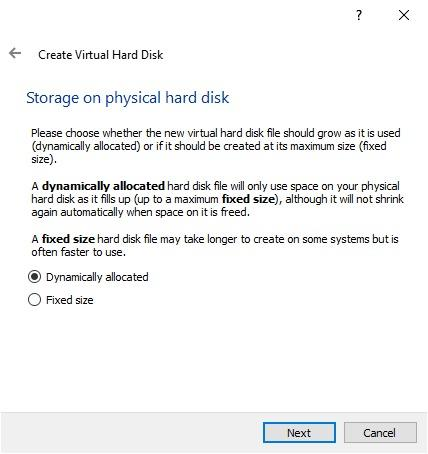 ?
Create Virtual Hard Disk
Storage on physical hard disk
Please choose whether the new virtual hard disk file should grow as it is used
(dynamically allocated) or if it should be created at its maximum size (fixed
size).
A dynamically allocated hard disk file will only use space on your physical
hard disk as it fills up (up to a maximum fixed size), although it will not shrink
again automatically when space on it is freed.
A fixed size hard disk file may take longer to create on some systems but is
often faster to use.
Dynamically allocated
Fixed size
Next Cancel